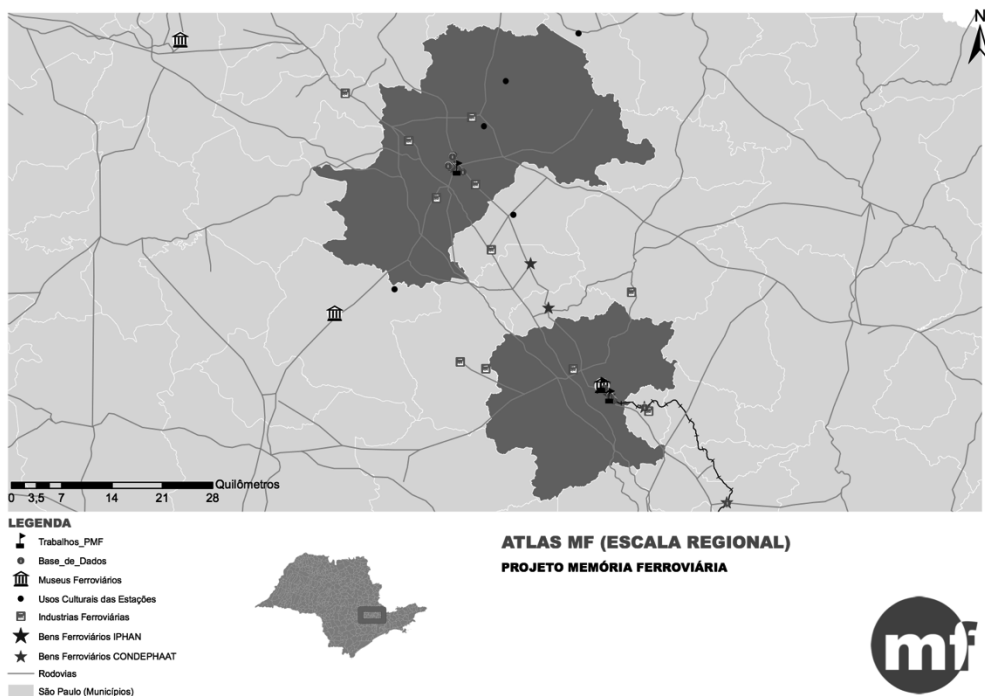 N
Quilômetros
0 3,5 7 14 21 28
LEGENDA
Trabalhos_PMF
Base_de_Dados
Museus Ferroviários
Usos Culturais das Estações
Industrias Ferroviárias
Bens Ferroviários IPHAN
Bens Ferroviários CONDEPHAAT
Rodovias
São Paulo (Municípios)
ATLAS MF (ESCALA REGIONAL)
PROJETO MEMÓRIA FERROVIÁRIA
mf